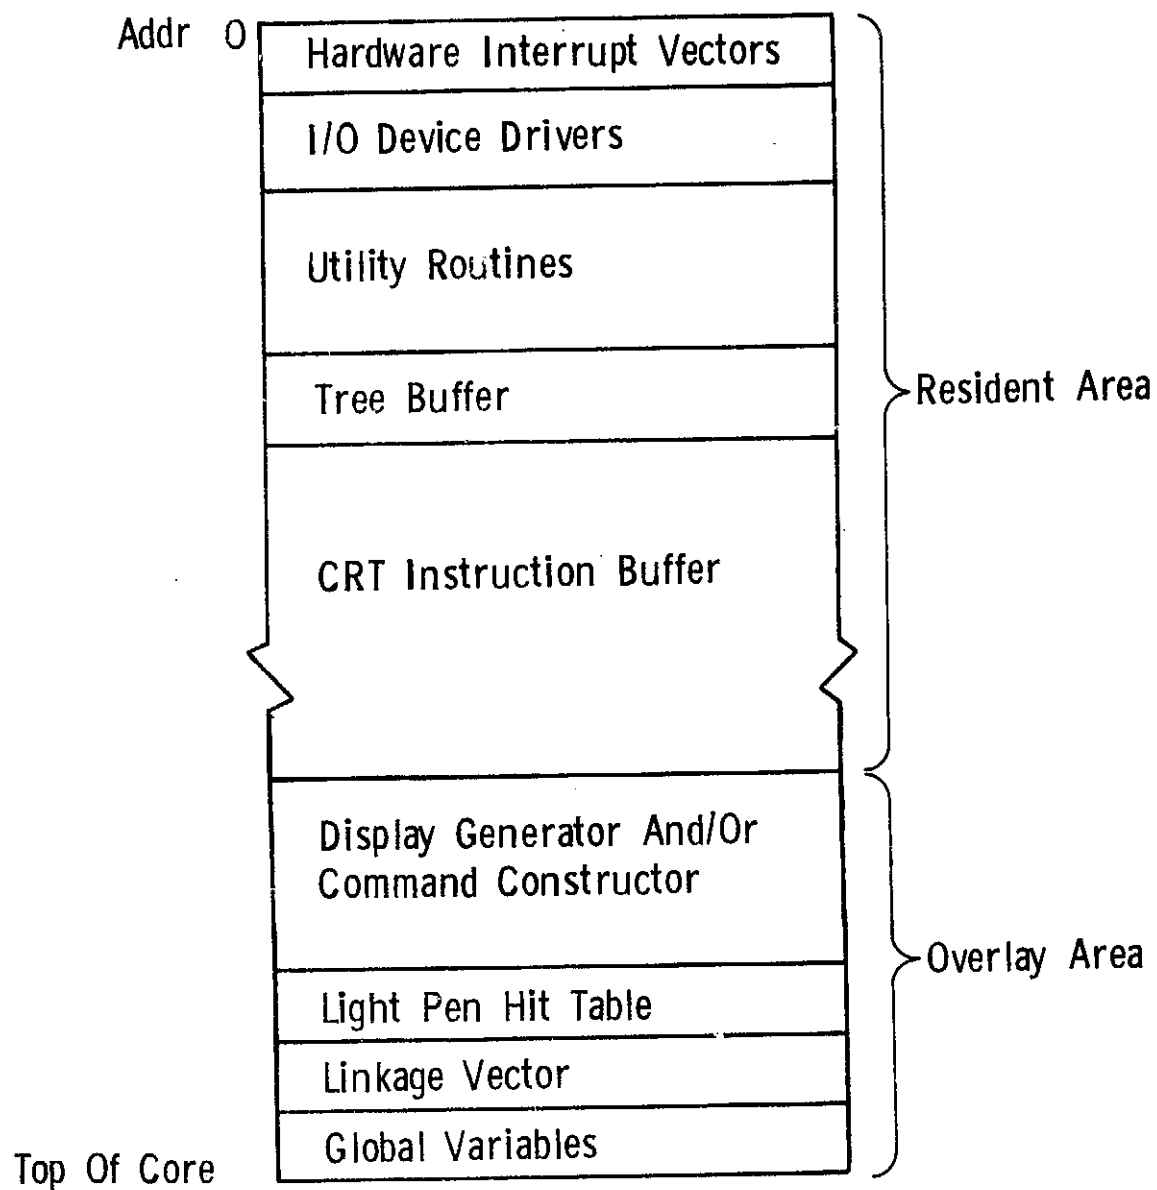 Addr 0
Hardware Interrupt Vectors
I/O Device Drivers
Utility Routines
Tree Buffer
Resident Area
CRT Instruction Buffer
Display Generator And/Or
Command Constructor
Overlay Area
Light Pen Hit Table
Linkage Vector
Global Variables
Top Of Core